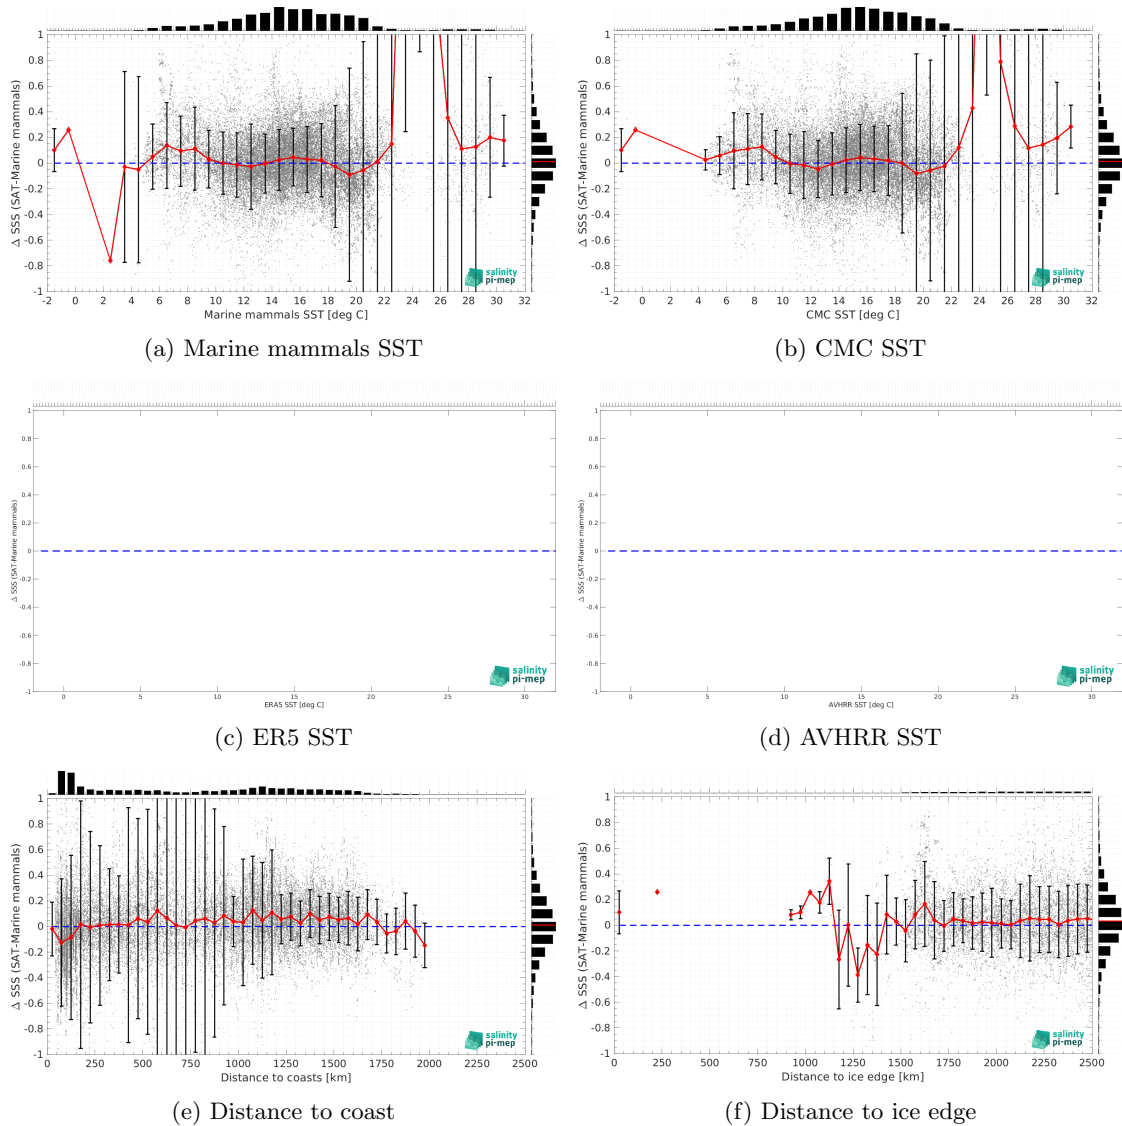 1
0.8
0.6
0.4
0.2
0
-0.2
-0.4
-0.6
-0.8
-1
Δ SSS (SAT-Marine mammals)
salinity
pi-mep
-2 0 2 4 6 8 10 12 14 16 18 20 22 24 26 28 30 32
Marine mammals SST [deg C]
(a) Marine mammals SST
1
0.8
0.6
0.4
0.2
0
-0.2
-0.4
-0.6
-0.8
-1
Δ SSS (SAT-Marine mammals)
salinity
pi-mep
-2 0 2 4 6 8 10 12 14 16 18 20 22 24 26 28 30 32
CMC SST [deg C]
(b) CMC SST
1
0.8
0.6
0.4
0.2
0
-0.2
-0.4
-0.6
-0.8
-1
Δ SSS (SAT-Marine mammals)
salinity
pi-mep
0 5 10 15 20 25 30
ERA5 SST [deg C]
(c) ER5 SST
1
0.8
0.6
0.4
0.2
0
-0.2
-0.4
-0.6
-0.8
-1
Δ SSS (SAT-Marine mammals)
salinity
pi-mep
0 5 10 15 20 25 30
AVHRR SST [deg C]
(d) AVHRR SST
1
0.8
0.6
0.4
0.2
0
-0.2
-0.4
-0.6
-0.8
-1
Δ SSS (SAT-Marine mammals)
salinity
pi-mep
0 250 500 750 1000 1250 1500 1750 2000 2250 2500
Distance to coasts [km]
(e) Distance to coast
1
0.8
0.6
0.4
0.2
0
-0.2
-0.4
-0.6
-0.8
-1
Δ SSS (SAT-Marine mammals)
salinity
pi-mep
0 250 500 750 1000 1250 1500 1750 2000 2250 2500
Distance to ice edge [km]
(f) Distance to ice edge